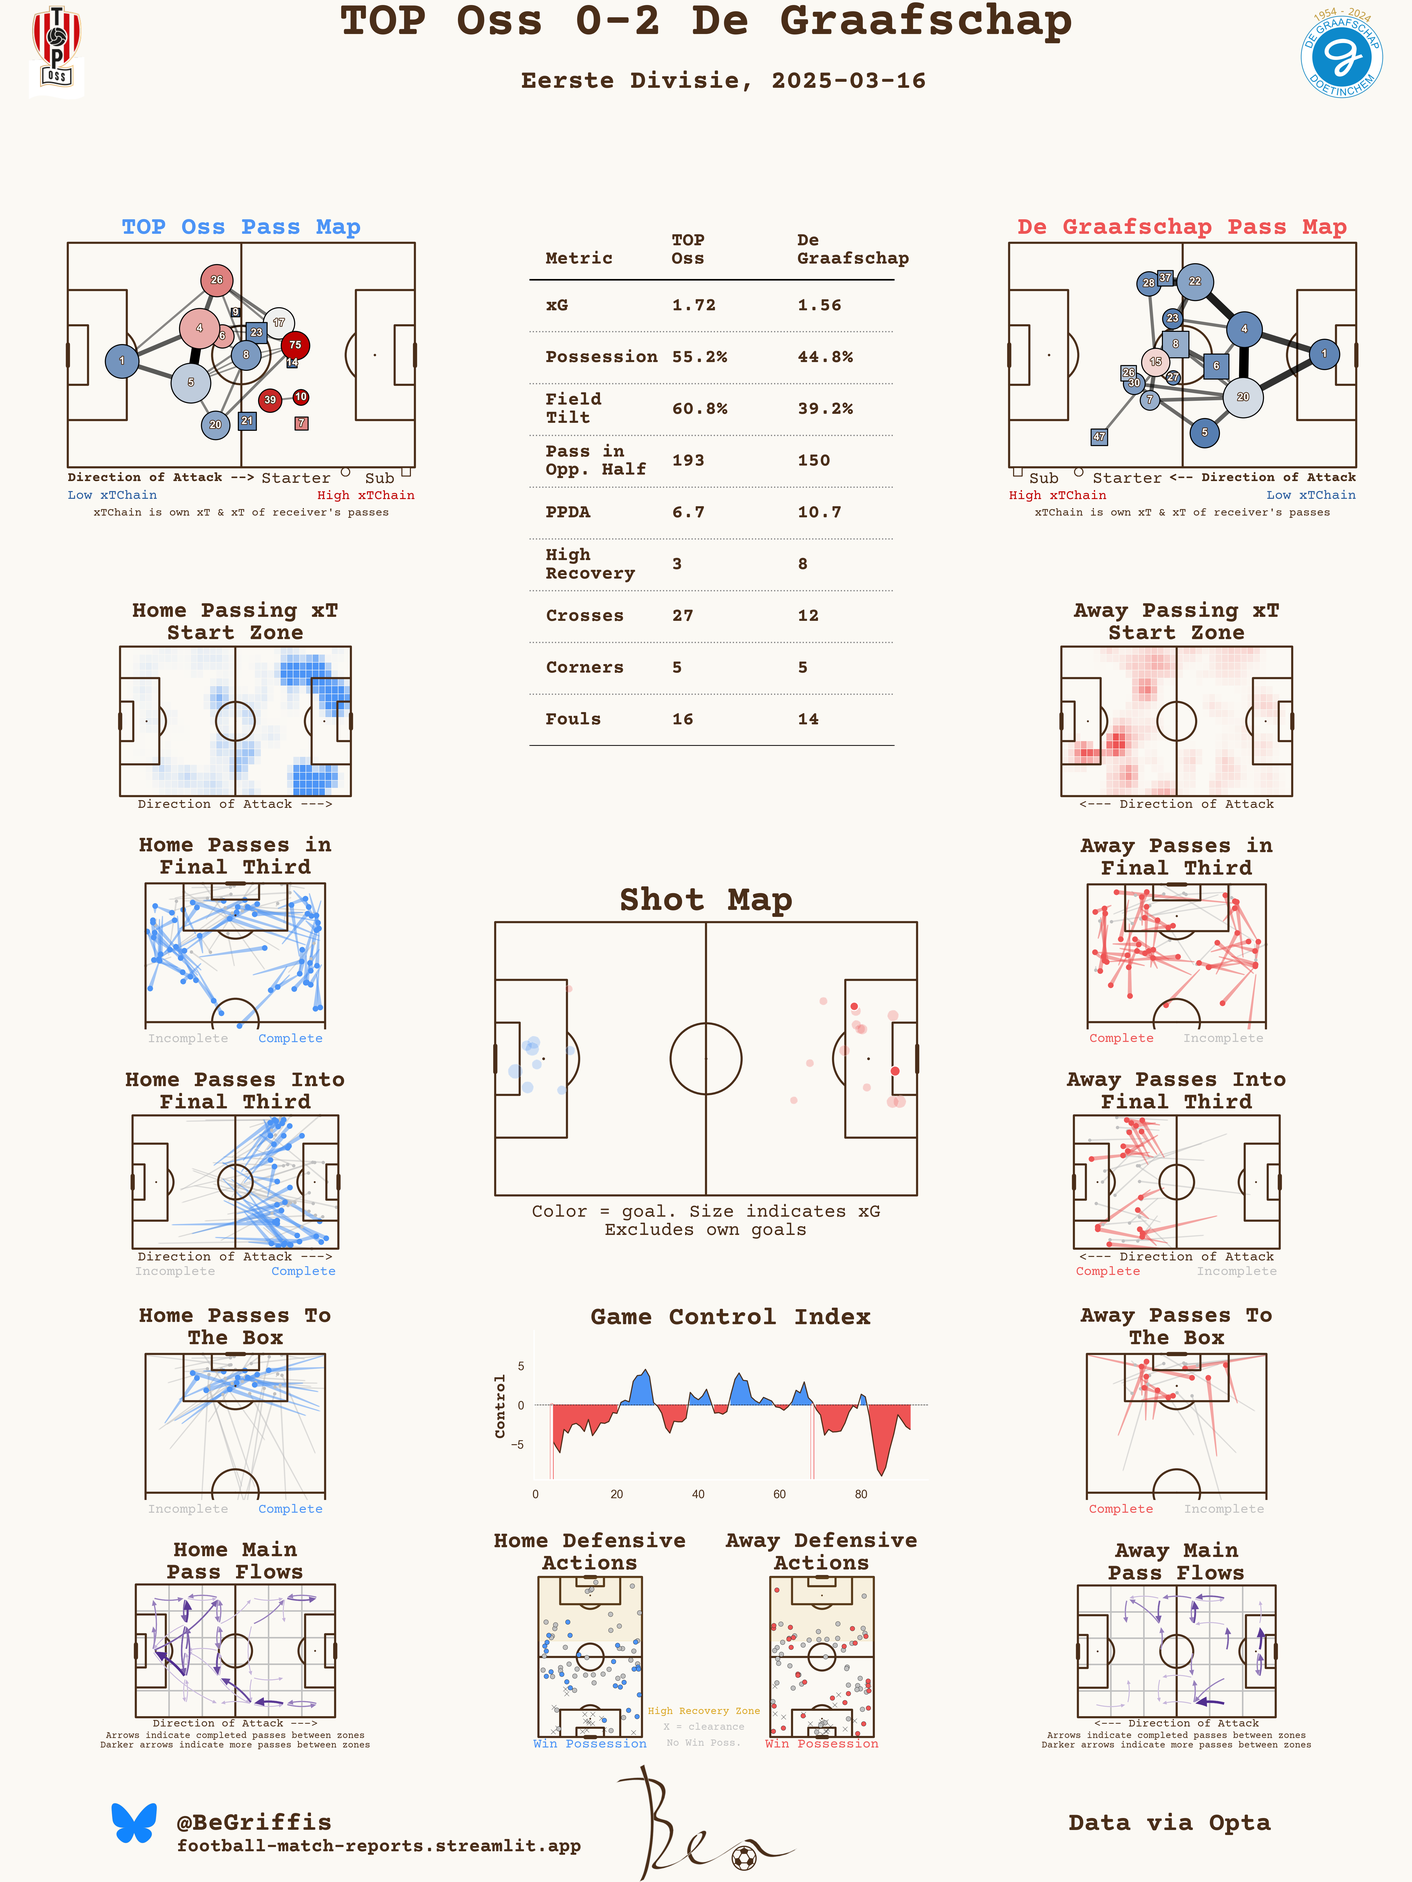 TOP Oss 0-2 De Graafschap
Eerste Divisie, 2025-03-16
T
O
P
OSS
1954 - 2024
DE GRAAFSCHAP
DOETINCHEM
TOP Oss Pass Map
26
9
17
4
6
23
75
8
14
1
5
39
10
20
21
7
Direction of Attack --> Starter Sub
Low xTChain High xTChain
xTChain is own xT & xT of receiver's passes
Metric TOP Oss De Graafschap
xG 1.72 1.56
Possession 55.2% 44.8%
Field Tilt 60.8% 39.2%
Pass in Opp. Half 193 150
PPDA 6.7 10.7
High Recovery 3 8
Crosses 27 12
Corners 5 5
Fouls 16 14
De Graafschap Pass Map
28
37
22
23
4
8
1
15
6
26
27
30
7
20
5
47
Sub Starter <-- Direction of Attack
High xTChain Low xTChain
xTChain is own xT & xT of receiver's passes
Home Passing xT
Start Zone
Direction of Attack --->
Away Passing xT
Start Zone
<--- Direction of Attack
Home Passes in
Final Third
Incomplete Complete
Away Passes in
Final Third
Complete Incomplete
Shot Map
Color = goal. Size indicates xG
Excludes own goals
Home Passes Into
Final Third
Direction of Attack --->
Incomplete Complete
Away Passes Into
Final Third
<--- Direction of Attack
Complete Incomplete
Home Passes To
The Box
Incomplete Complete
Game Control Index
Control
5
0
−5
0 20 40 60 80
Away Passes To
The Box
Complete Incomplete
Home Main
Pass Flows
Direction of Attack --->
Arrows indicate completed passes between zones
Darker arrows indicate more passes between zones
Home Defensive
Actions
Win Possession
Away Defensive
Actions
Win Possession
High Recovery Zone
X = clearance
No Win Poss.
Away Main
Pass Flows
<--- Direction of Attack
Arrows indicate completed passes between zones
Darker arrows indicate more passes between zones
@BeGriffis
football-match-reports.streamlit.app
Ben
Data via Opta